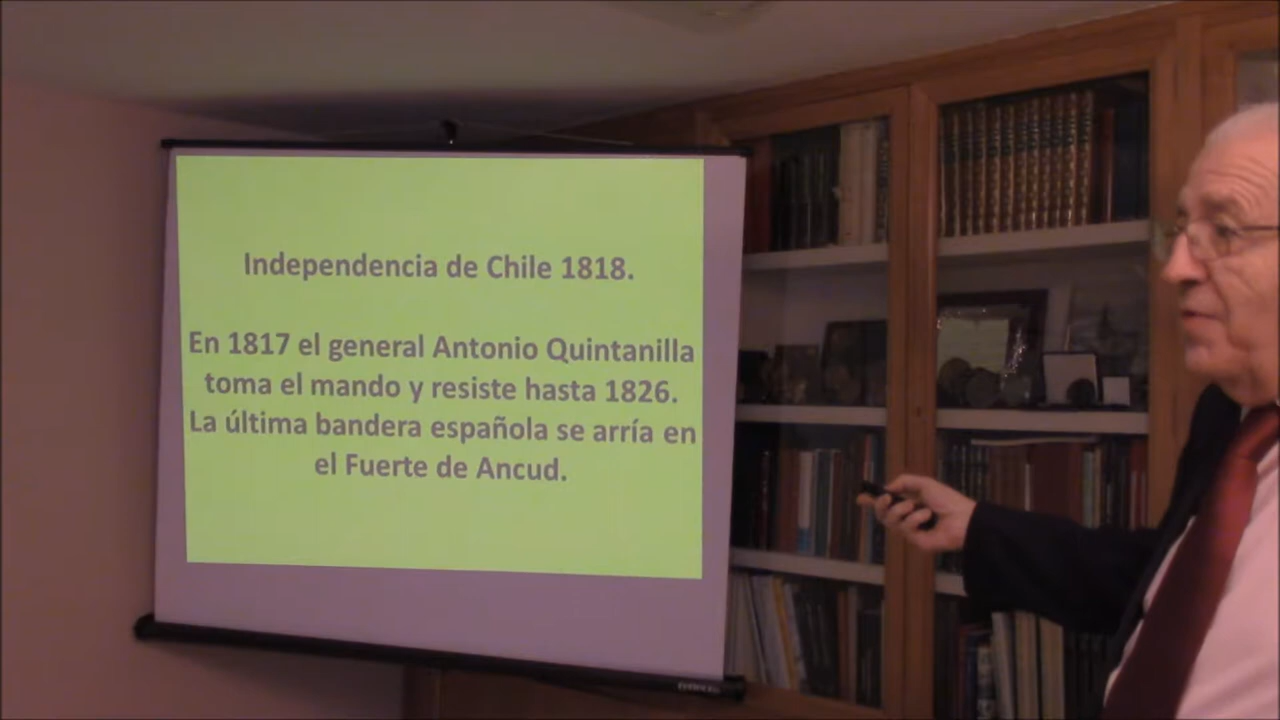 Independencia de Chile 1818.
En 1817 el general Antonio Quintanilla
toma el mando y resiste hasta 1826.
La última bandera española se arría en
el Fuerte de Ancud.